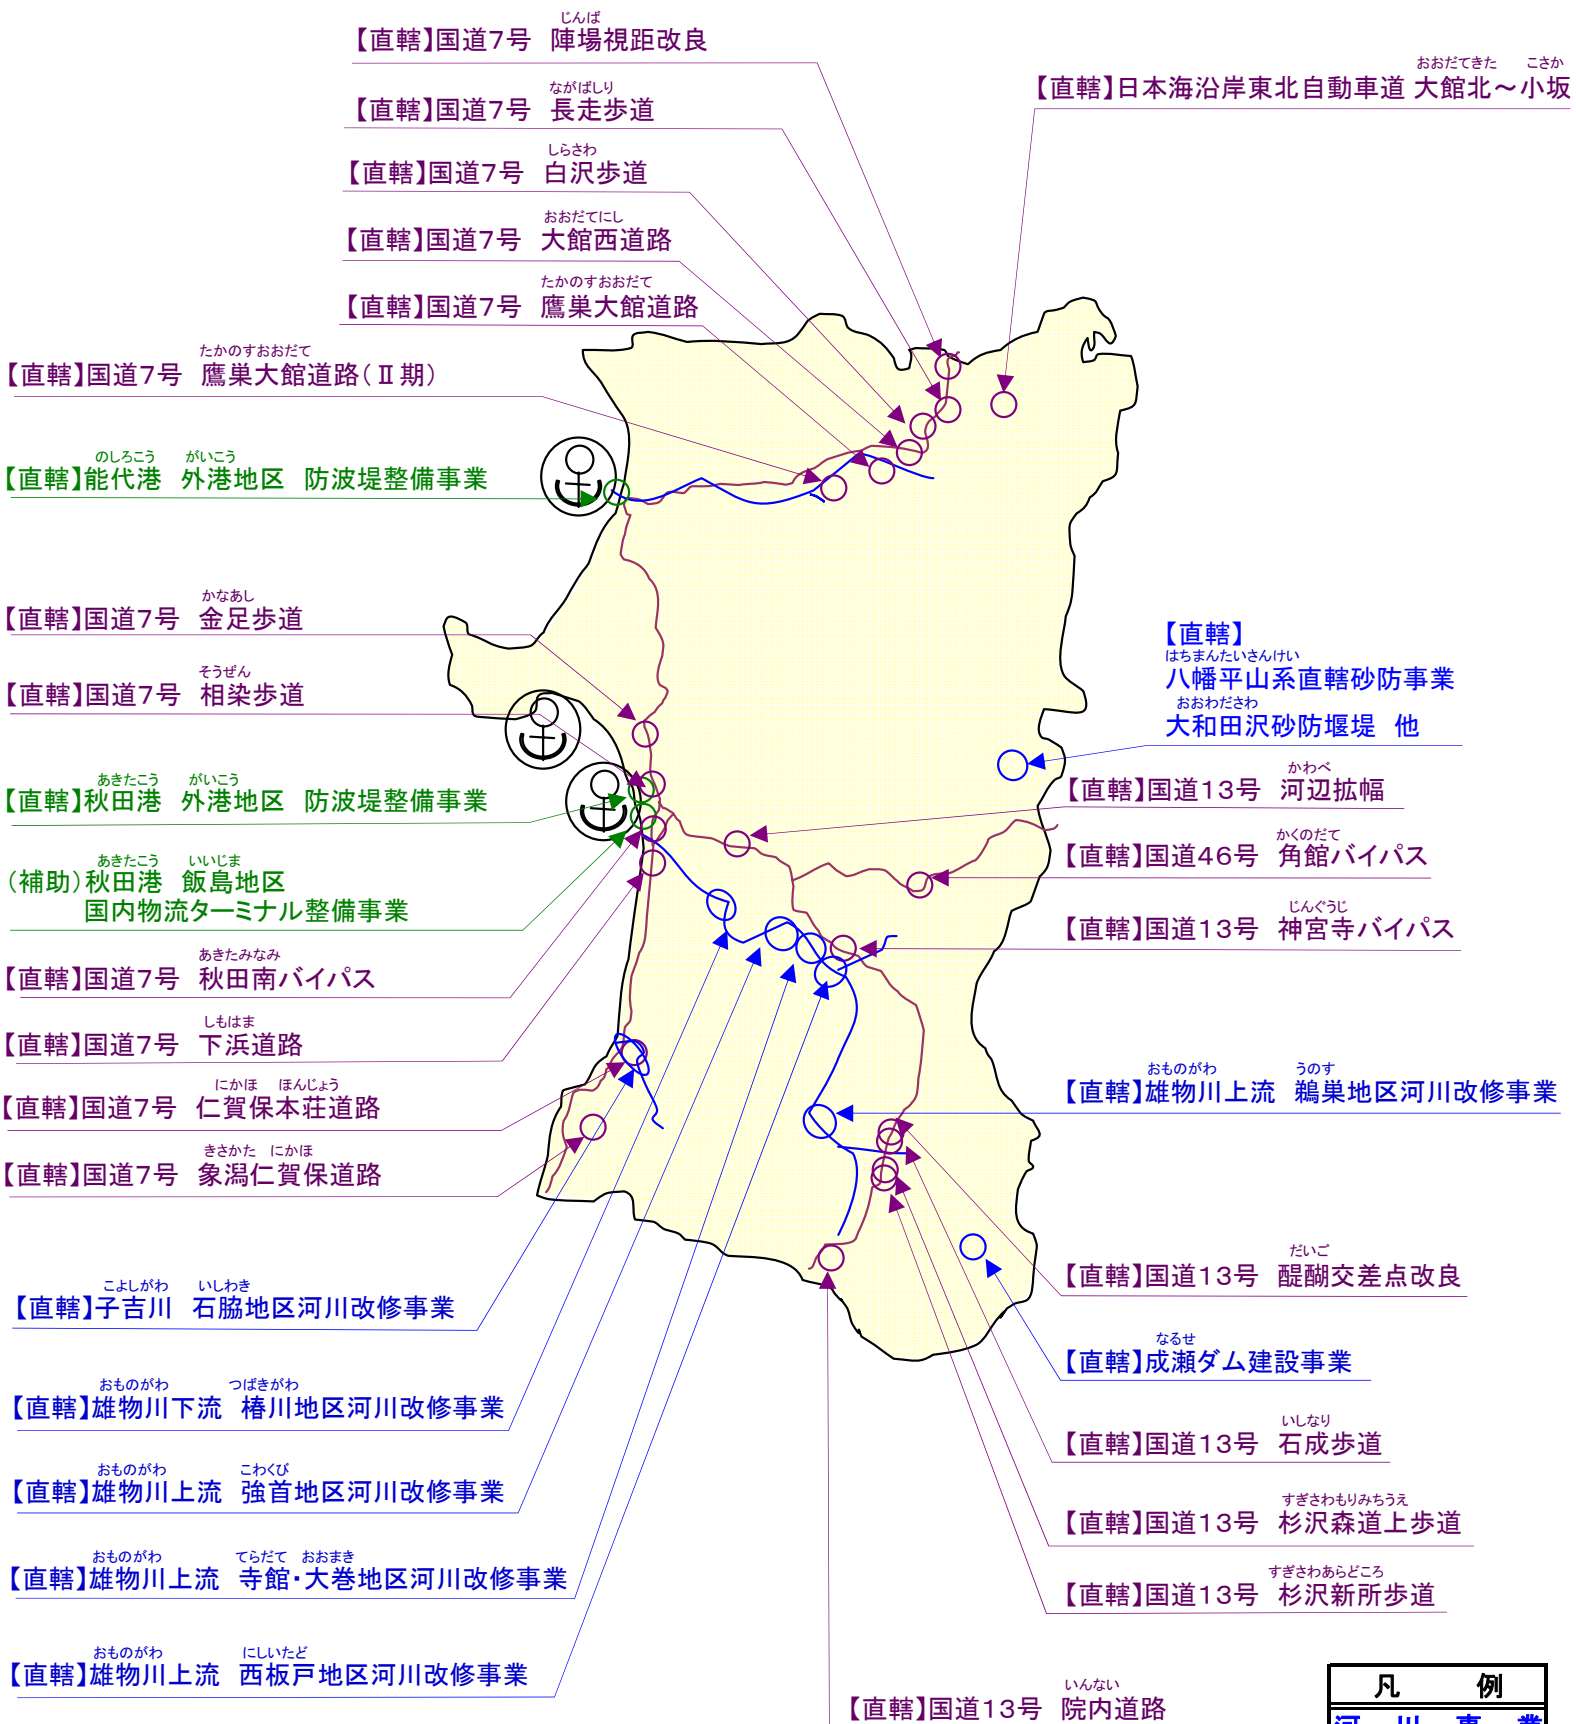 じんば
【直轄】国道7号　陣場視距改良
ながばしり
【直轄】国道7号　長走歩道
しらさわ
【直轄】国道7号　白沢歩道
おおだてにし
【直轄】国道7号　大館西道路
たかのすおおだて
【直轄】国道7号　鷹巣大館道路
たかのすおおだて
【直轄】国道7号　鷹巣大館道路（Ⅱ期）
のしろこう　がいこう
【直轄】能代港　外港地区　防波堤整備事業
かなあし
【直轄】国道7号　金足歩道
そうぜん
【直轄】国道7号　相染歩道
あきたこう　がいこう
【直轄】秋田港　外港地区　防波堤整備事業
あきたこう　いいじま
（補助）秋田港　飯島地区
国内物流ターミナル整備事業
あきたみなみ
【直轄】国道7号　秋田南バイパス
しもはま
【直轄】国道7号　下浜道路
にかほ　ほんじょう
【直轄】国道7号　仁賀保本荘道路
きさかた　にかほ
【直轄】国道7号　象潟仁賀保道路
こよしがわ　いしわき
【直轄】子吉川　石脇地区河川改修事業
おものがわ　つばきがわ
【直轄】雄物川下流　椿川地区河川改修事業
おものがわ　こわくび
【直轄】雄物川上流　強首地区河川改修事業
おものがわ　てらだて　おおまき
【直轄】雄物川上流　寺館・大巻地区河川改修事業
おものがわ　にしいたど
【直轄】雄物川上流　西板戸地区河川改修事業
おおだてきた　こさか
【直轄】日本海沿岸東北自動車道 大館北～小坂
【直轄】
はちまんたいさんけい
八幡平山系直轄砂防事業
おおわださわ
大和田沢砂防堰堤　他
かわべ
【直轄】国道13号　河辺拡幅
かくのだて
【直轄】国道46号　角館バイパス
じんぐうじ
【直轄】国道13号　神宮寺バイパス
おものがわ　うのす
【直轄】雄物川上流　鵜巣地区河川改修事業
だいご
【直轄】国道13号　醍醐交差点改良
なるせ
【直轄】成瀬ダム建設事業
いしなり
【直轄】国道13号　石成歩道
すぎさわもりみちうえ
【直轄】国道13号　杉沢森道上歩道
すぎさわあらどころ
【直轄】国道13号　杉沢新所歩道
いんない
【直轄】国道13号　院内道路
凡　例
河　川　事　業